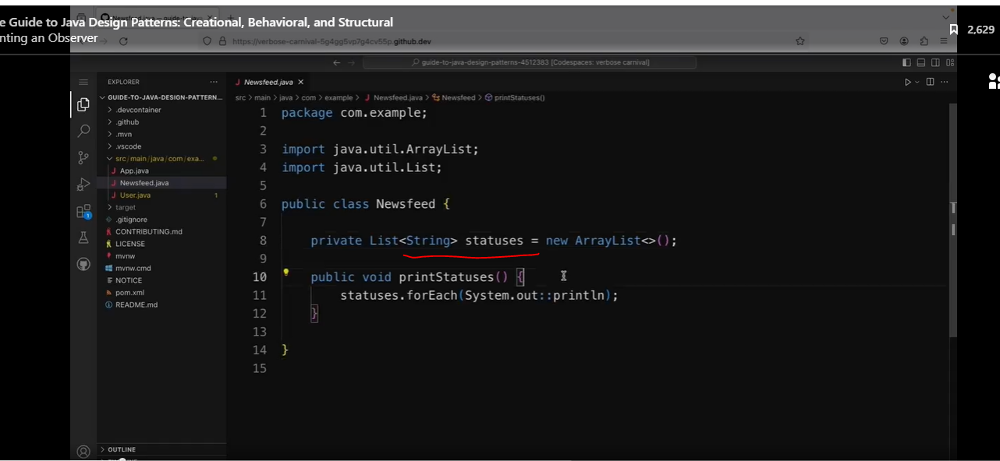 e Guide to Java Design Patterns: Creational, Behavioral, and Structural
nting an Observer
2,629
https://verbose-carnival-5g4gg5vp7g4cv55p.github.dev
guide-to-java-design-patterns-4512383 [Codespaces: verbose carnival]
EXPLORER
Newsfeed.java
GUIDE-TO-JAVA-DESIGN-PATTERN...
src > main > java > com > example > Newsfeed.java > Newsfeed > printStatuses()
.devcontainer
.github
.mvn
.vscode
src/main/java/com/exa...
App.java
Newsfeed.java
User.java 1
target
.gitignore
CONTRIBUTING.md
LICENSE
mvnw
mvnw.cmd
NOTICE
pom.xml
README.md
OUTLINE
1
1 package com.example;
2
3 import java.util.ArrayList;
4 import java.util.List;
5
6 public class Newsfeed {
7
8 private List<String> statuses = new ArrayList<>();
9
10 public void printStatuses() {
11 statuses.forEach(System.out::println);
12 }
13
14 }
15